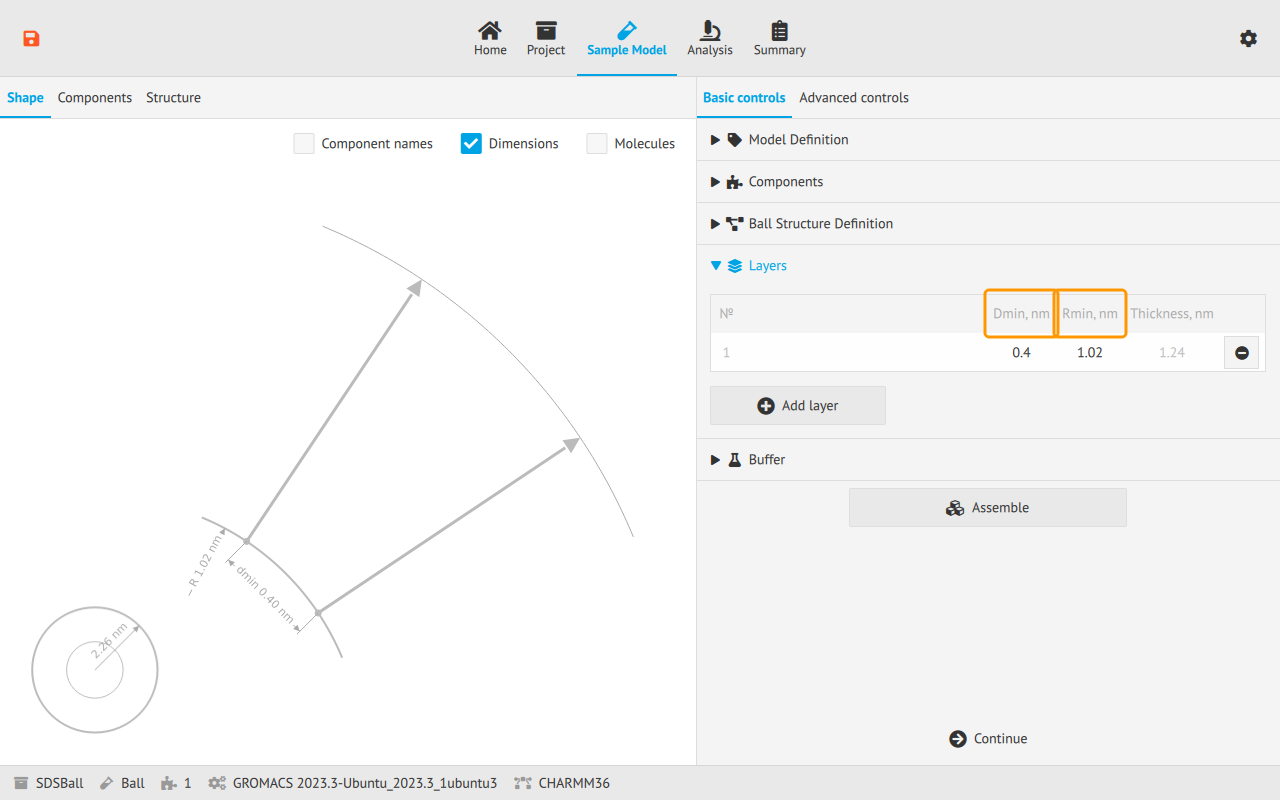 Home
Project
Sample Model
Analysis
Summary
Shape
Components
Structure
Component names
Dimensions
Molecules
~ R 1.02 nm
dmin 0.40 nm
2.26 nm
Basic controls
Advanced controls
Model Definition
Components
Ball Structure Definition
Layers
№ Dmin, nm Rmin, nm Thickness, nm
1 0.4 1.02 1.24
Add layer
Buffer
Assemble
Continue
SDSBall
Ball
1
GROMACS 2023.3-Ubuntu_2023.3_1ubuntu3
CHARMM36